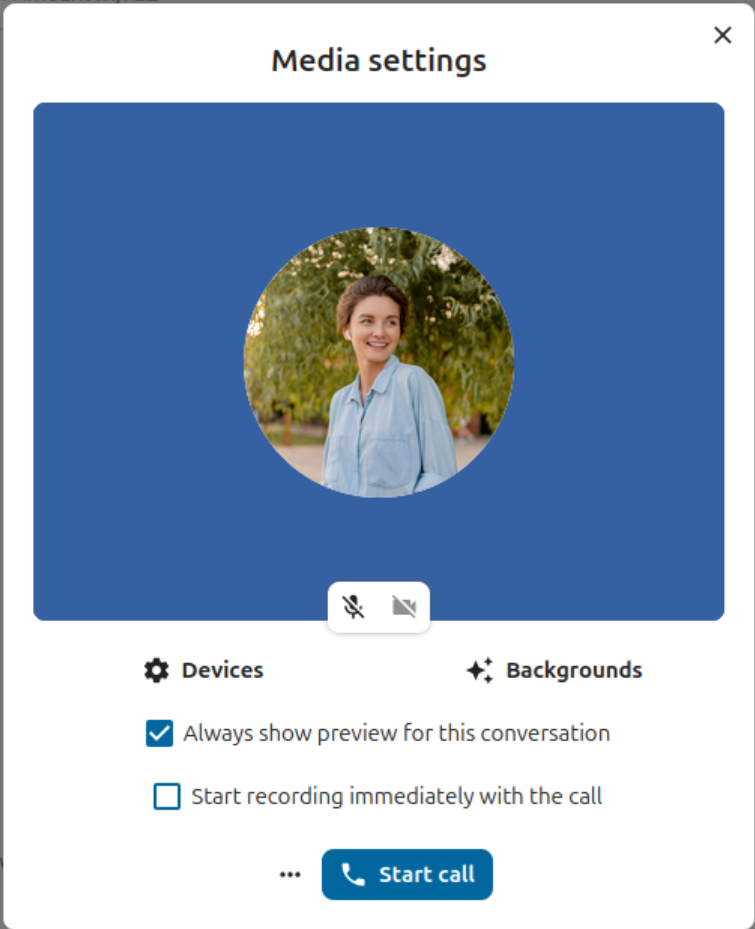 Media settings
Devices
Backgrounds
Always show preview for this conversation
Start recording immediately with the call
Start call